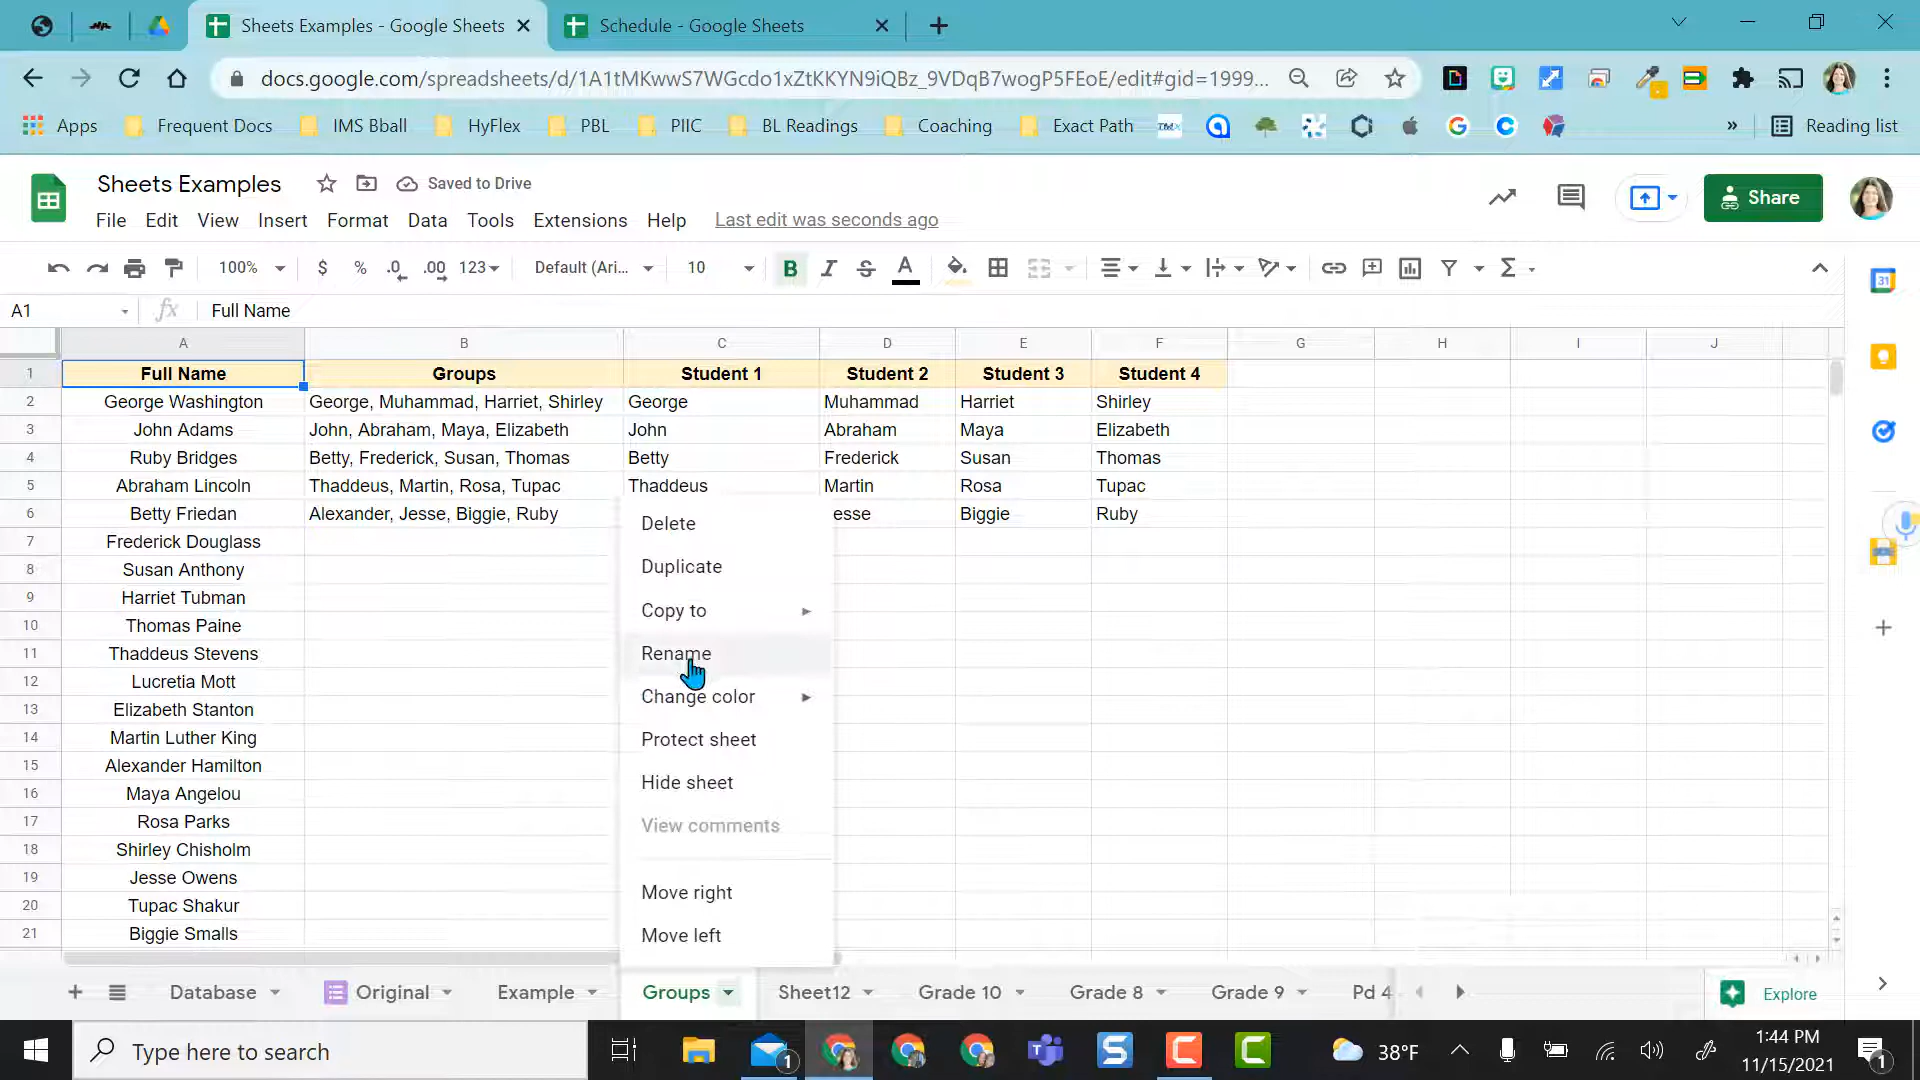 Sheets Examples - Google Sheets
Schedule - Google Sheets
docs.google.com/spreadsheets/d/1A1tMKwwS7WGcdo1xZtKKYN9iQBz_9VDqB7wogP5FEoE/edit#gid=1999...
Apps Frequent Docs IMS Bball HyFlex PBL PIIC BL Readings Coaching Exact Path » Reading list
Sheets Examples Saved to Drive
File Edit View Insert Format Data Tools Extensions Help Last edit was seconds ago
Share
100% $ % .0 .00 123 Default (Ari... 10 B I S A Σ
31
A1 fx Full Name
A B C D E F G H I J
1 Full Name Groups Student 1 Student 2 Student 3 Student 4
2 George Washington George, Muhammad, Harriet, Shirley George Muhammad Harriet Shirley
3 John Adams John, Abraham, Maya, Elizabeth John Abraham Maya Elizabeth
4 Ruby Bridges Betty, Frederick, Susan, Thomas Betty Frederick Susan Thomas
5 Abraham Lincoln Thaddeus, Martin, Rosa, Tupac Thaddeus Martin Rosa Tupac
6 Betty Friedan Alexander, Jesse, Biggie, Ruby esse Biggie Ruby
7 Frederick Douglass
8 Susan Anthony
9 Harriet Tubman
10 Thomas Paine
11 Thaddeus Stevens
12 Lucretia Mott
13 Elizabeth Stanton
14 Martin Luther King
15 Alexander Hamilton
16 Maya Angelou
17 Rosa Parks
18 Shirley Chisholm
19 Jesse Owens
20 Tupac Shakur
21 Biggie Smalls
Delete
Duplicate
Copy to
Rename
Change color
Protect sheet
Hide sheet
View comments
Move right
Move left
Database Original Example Groups Sheet12 Grade 10 Grade 8 Grade 9 Pd 4 Explore
Type here to search
1
S C C
38°F
1:44 PM
11/15/2021
1